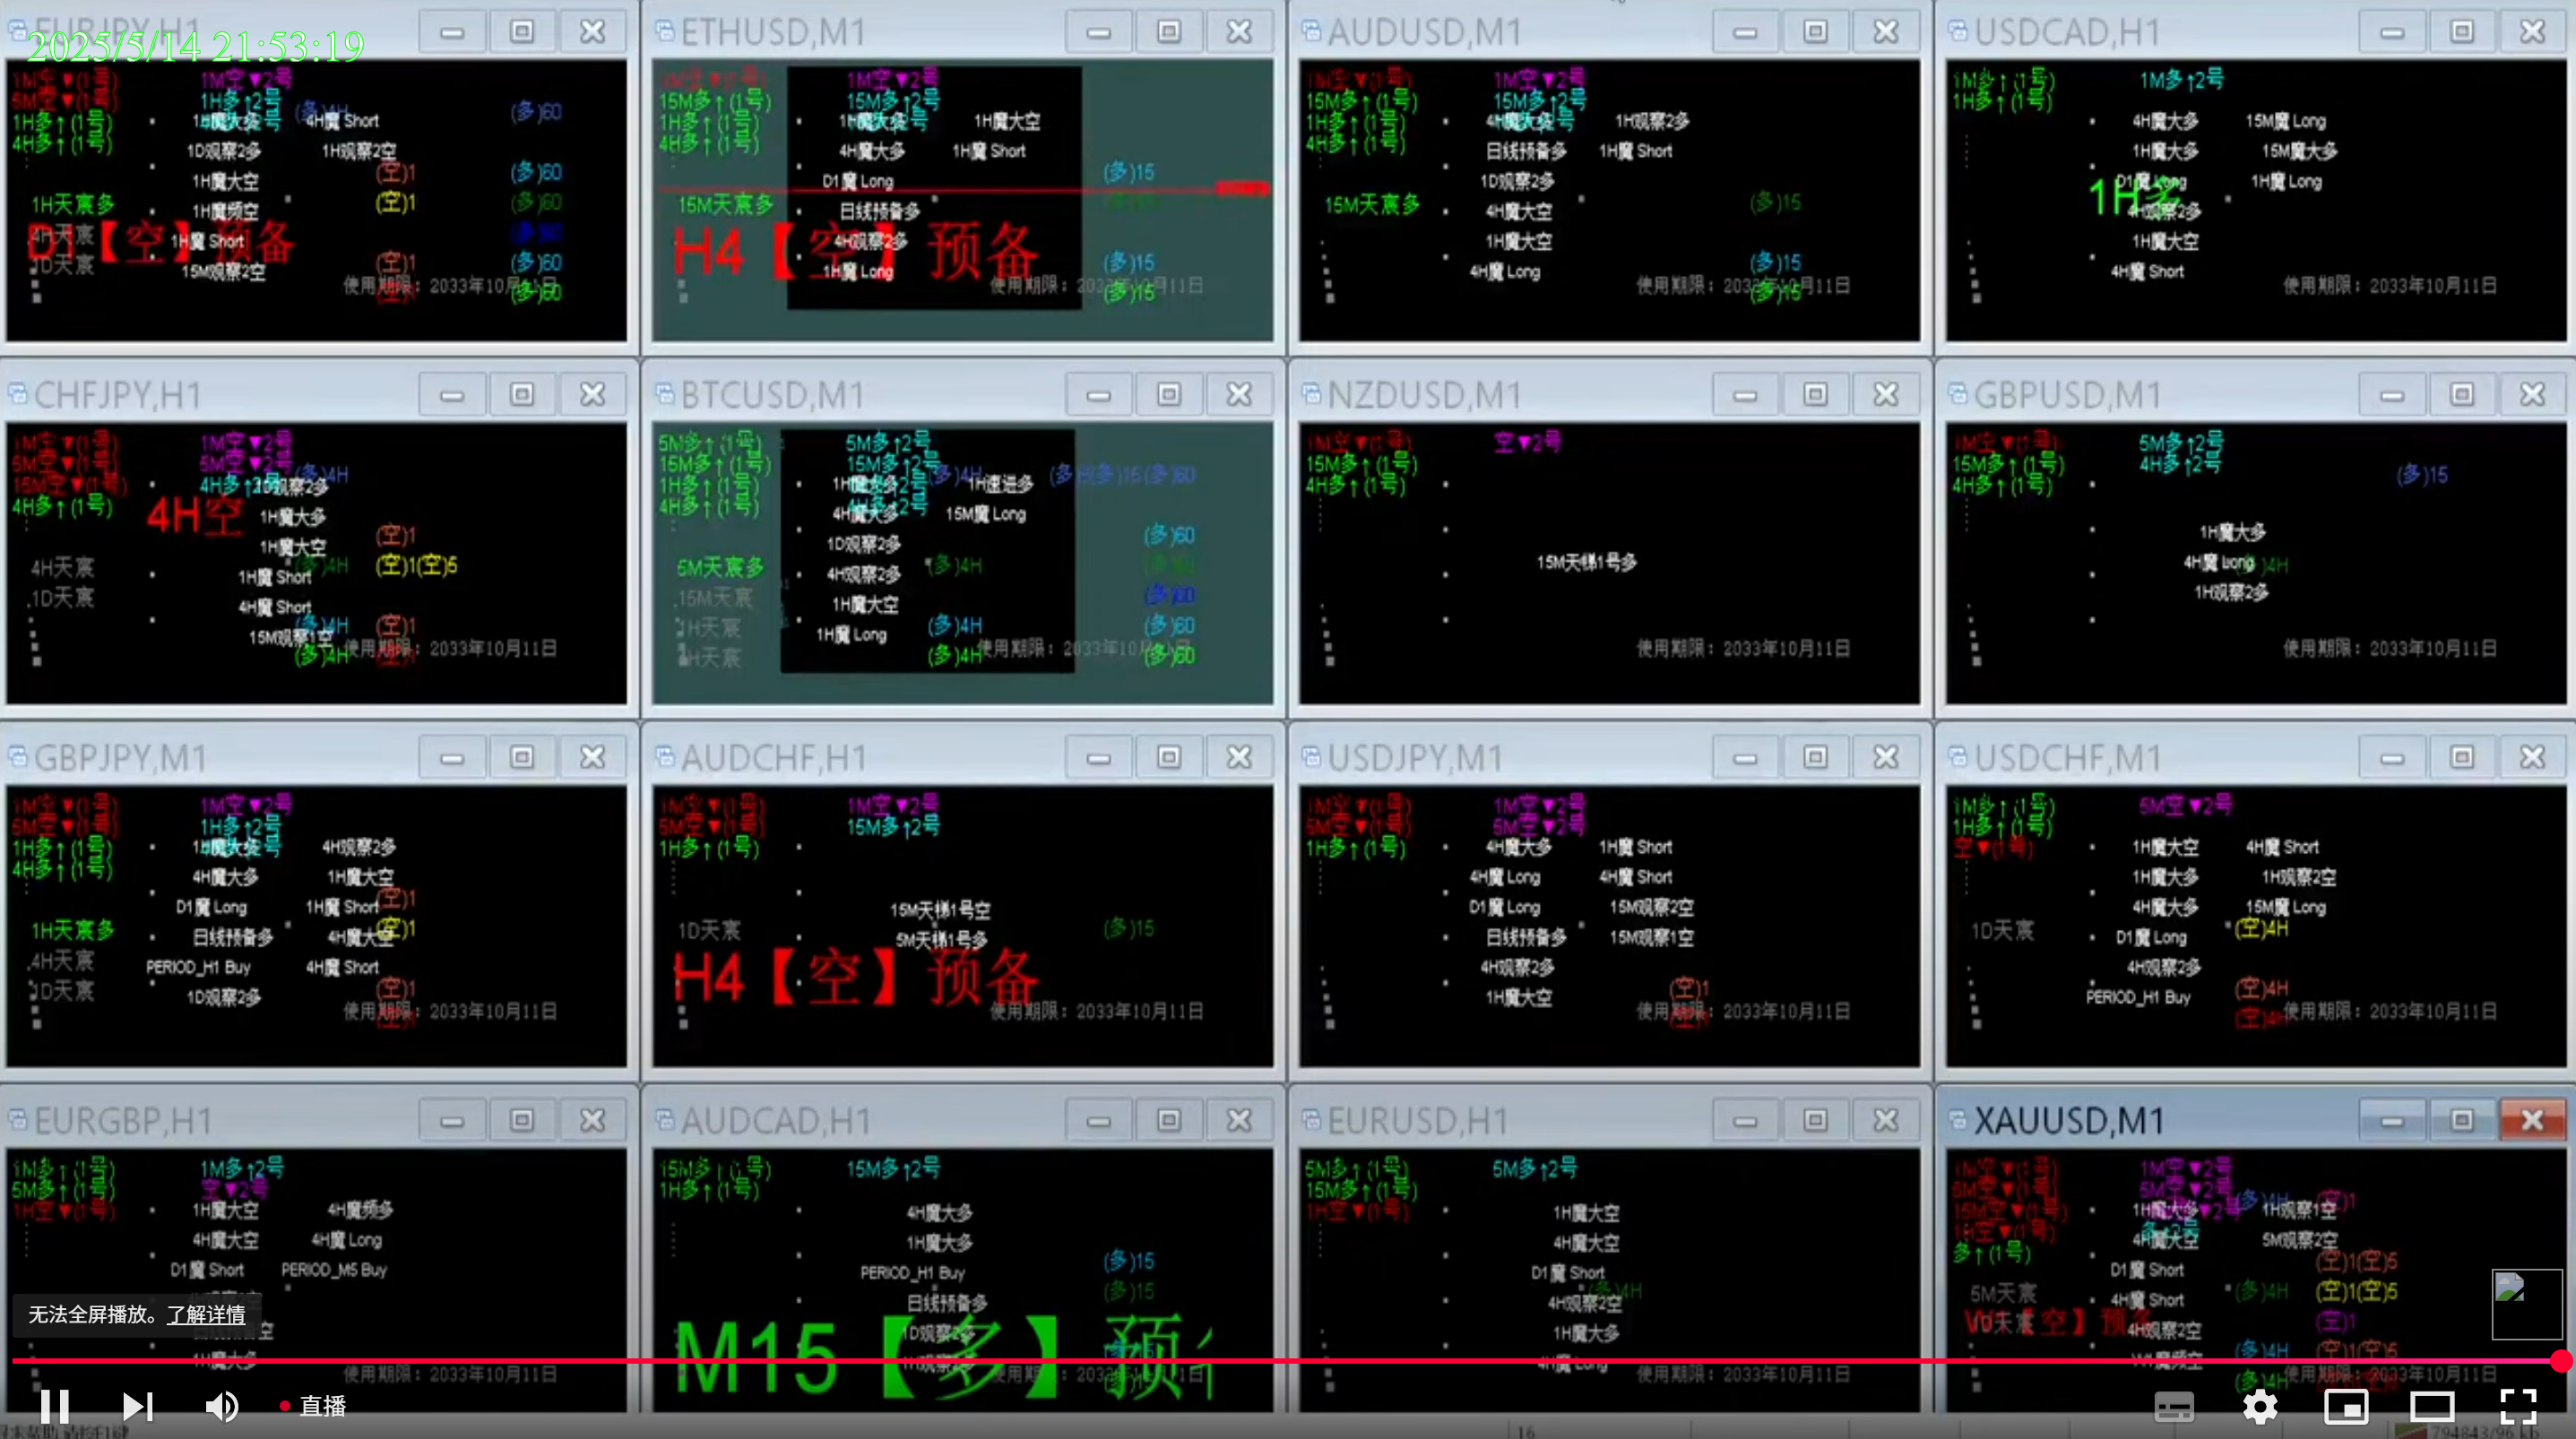 EURJPY,H1
2025/5/14 21:53:19
1M空▼(1号)
5M空▼(1号)
1H多↑(1号)
4H多↑(1号)
1M空▼2号
1H多↑2号
(多)4H
(多)60
1H魔大多 4H魔 Short
1D观察2多 1H观察2空
1H魔大空
1H魔频空
1H魔 Short
15M观察2空
(空)1
(多)60
(空)1
(多)60
1H天宸多
4H天宸
1D天宸
D1【空】预备
(空)1
(多)60
(多)60
使用期限：2033年10月11日
ETHUSD,M1
15M多↑(1号)
1H多↑(1号)
4H多↑(1号)
1M空▼2号
15M多↑2号
1H魔大多 1H魔大空
4H魔大多 1H魔 Short
D1魔 Long
日线预备多
4H观察2多
1H魔 Long
(多)15
15M天宸多
H4【空】预备
(多)15
(多)15
使用期限：2033年10月11日
AUDUSD,M1
1M空▼(1号)
15M多↑(1号)
1H多↑(1号)
4H多↑(1号)
1M空▼2号
15M多↑2号
4H魔大多 1H观察2多
日线预备多 1H魔 Short
1D观察2多
4H魔大空
1H魔大空
4H魔 Long
15M天宸多
(多)15
(多)15
(多)15
使用期限：2033年10月11日
USDCAD,H1
1M多↑(1号)
1H多↑(1号)
1M多↑2号
4H魔大多 15M魔 Long
1H魔大多 15M魔大多
D1魔 Long 1H魔 Long
1H多
4H观察2多
1H魔大空
4H魔 Short
使用期限：2033年10月11日
CHFJPY,H1
1M空▼(1号)
5M空▼(1号)
15M空▼(1号)
4H多↑(1号)
1M空▼2号
5M空▼2号
4H多↑2号
(多)4H
1D观察2多
4H空
1H魔大多
1H魔大空
1H魔 Short
4H魔 Short
15M观察1空
(空)1
(多)4H
(空)1(空)5
4H天宸
1D天宸
(多)4H
(空)1
(多)4H
使用期限：2033年10月11日
BTCUSD,M1
5M多↑(1号)
15M多↑(1号)
1H多↑(1号)
4H多↑(1号)
5M多↑2号
15M多↑2号
4H多↑2号
(多)4H
1H速进多
4H魔大多 15M魔 Long
1D观察2多
4H观察2多
1H魔大空
1H魔 Long
(多)60
(多)4H
5M天宸多
15M天宸
1H天宸
4H天宸
(多)60
(多)4H
(多)60
(多)4H
(多)60
使用期限：2033年10月11日
NZDUSD,M1
1M空▼(1号)
15M多↑(1号)
4H多↑(1号)
空▼2号
15M天梯1号多
使用期限：2033年10月11日
GBPUSD,M1
1M空▼(1号)
15M多↑(1号)
4H多↑(1号)
5M多↑2号
4H多↑2号
(多)15
1H魔大多
4H魔 Long
1H观察2多
使用期限：2033年10月11日
GBPJPY,M1
1M空▼(1号)
5M空▼(1号)
1H多↑(1号)
4H多↑(1号)
1M空▼2号
1H多↑2号
1H魔大多 4H观察2多
4H魔大多 1H魔大空
D1魔 Long 1H魔 Short
日线预备多 4H魔大空
PERIOD_H1 Buy 4H魔 Short
1D观察2多
(空)1
(空)1
1H天宸多
4H天宸
1D天宸
(空)1
使用期限：2033年10月11日
AUDCHF,H1
1M空▼(1号)
5M空▼(1号)
1H多↑(1号)
1M空▼2号
15M多↑2号
15M天梯1号空
5M天梯1号多
1D天宸
(多)15
H4【空】预备
使用期限：2033年10月11日
USDJPY,M1
1M空▼(1号)
5M空▼(1号)
1H多↑(1号)
1M空▼2号
5M空▼2号
4H魔大多 1H魔 Short
4H魔 Long 4H魔 Short
D1魔 Long 15M观察2空
日线预备多 15M观察1空
4H观察2多
1H魔大空
(空)1
使用期限：2033年10月11日
USDCHF,M1
1M多↑(1号)
1H多↑(1号)
空▼(1号)
5M空▼2号
1H魔大空 4H魔 Short
1H魔大多 1H观察2空
4H魔大多 15M魔 Long
D1魔 Long
4H观察2多
PERIOD_H1 Buy
1D天宸
(空)4H
(空)4H
(空)4H
使用期限：2033年10月11日
EURGBP,H1
1M多↑(1号)
5M多↑(1号)
1H空▼(1号)
1M多↑2号
空▼2号
1H魔大空 4H魔频多
4H魔大空 4H魔 Long
D1魔 Short PERIOD_M5 Buy
1H魔大多
使用期限：2033年10月11日
AUDCAD,H1
15M多↑(1号)
1H多↑(1号)
15M多↑2号
4H魔大多
1H魔大多
PERIOD_H1 Buy
日线预备多
1D观察2多
(多)15
(多)15
M15【多】预
EURUSD,H1
5M多↑(1号)
15M多↑(1号)
1H空▼(1号)
5M多↑2号
1H魔大空
4H魔大空
D1魔 Short
4H观察2空
1H魔大多
4H魔 Long
使用期限：2033年10月11日
XAUUSD,M1
1M空▼(1号)
5M空▼(1号)
15M空▼(1号)
1H空▼(1号)
多↑(1号)
1M空▼2号
5M空▼2号
(多)4H
(空)1
1H魔大多 1H观察1空
4H魔大空 5M观察2空
D1魔 Short
4H魔 Short
4H观察2空
(空)1(空)5
(多)4H
(空)1(空)5
5M天宸
(空)1
(多)4H
(空)1(空)5
(多)4H
使用期限：2033年10月11日
无法全屏播放。了解详情
直播
16
794843/96 kb